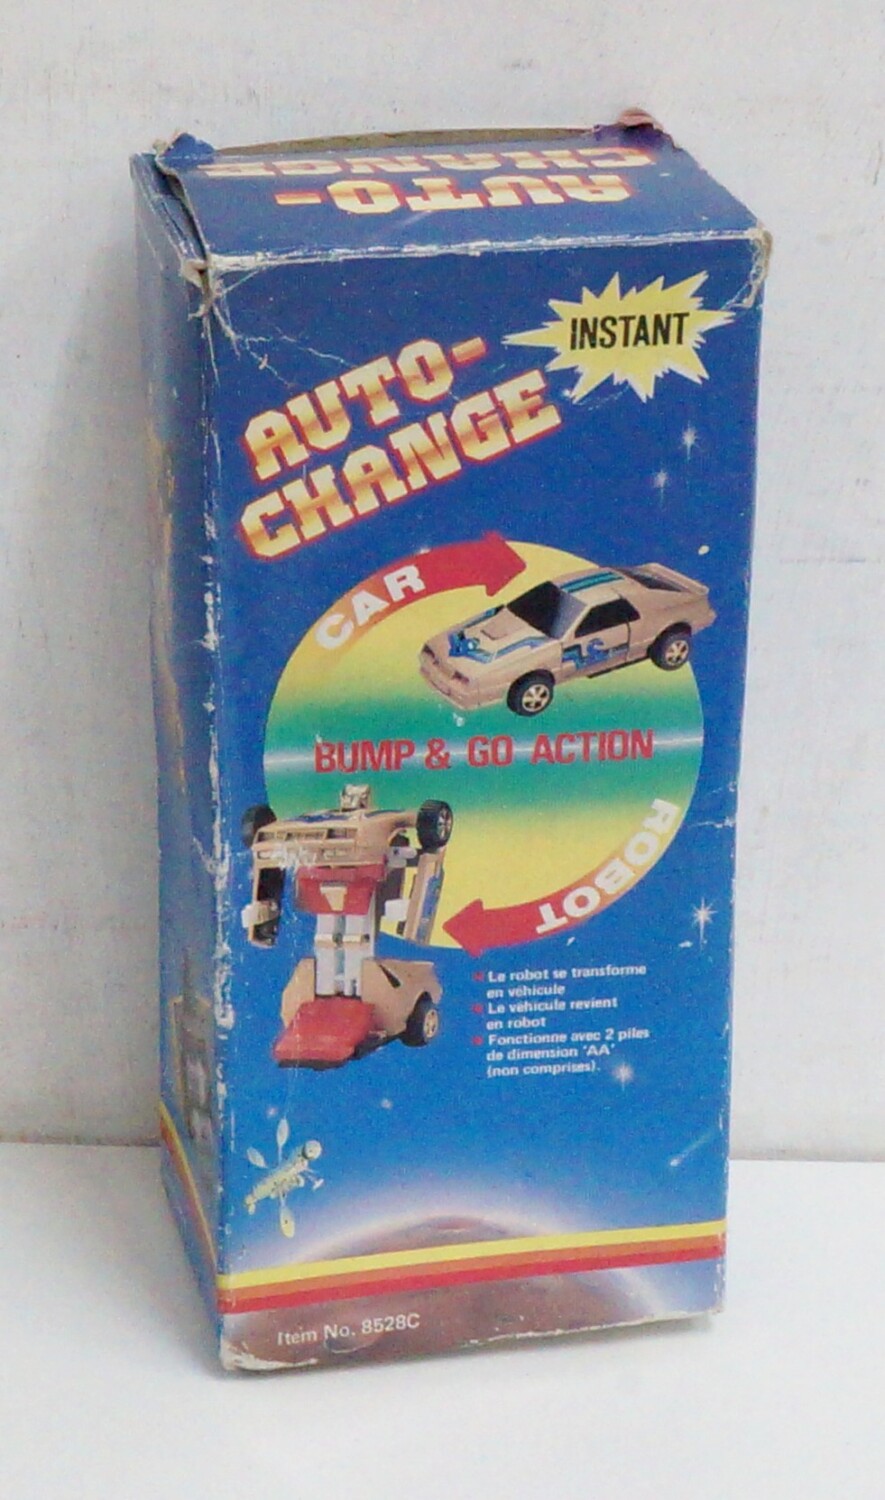 AUTO-
CHANGE
INSTANT
AUTO-
CHANGE
CAR
BUMP & GO ACTION
ROBOT
Le robot se transforme
en véhicule
Le véhicule revient
en robot
Fonctionne avec 2 piles
de dimension 'AA'
(non comprises).
Item No. 8528C